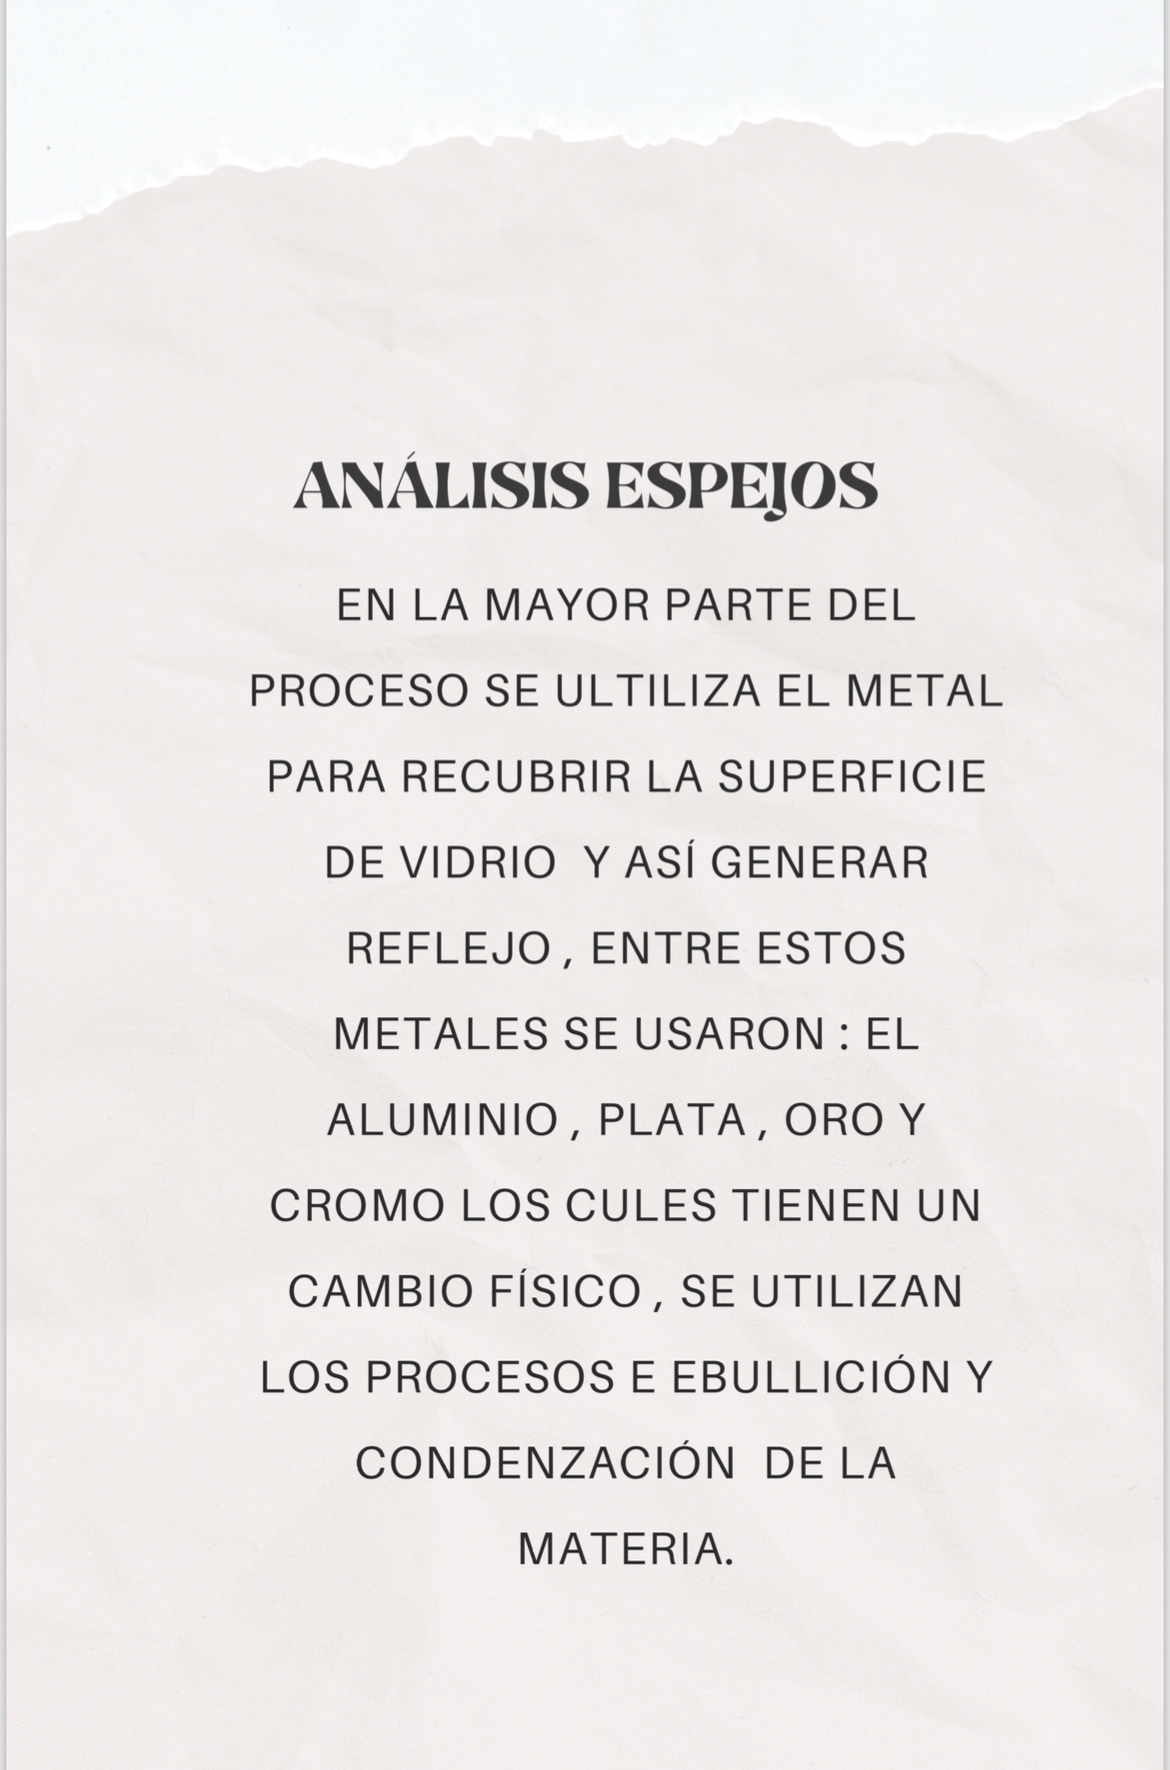 ANÁLISIS ESPEJOS
EN LA MAYOR PARTE DEL
PROCESO SE ULTILIZA EL METAL
PARA RECUBRIR LA SUPERFICIE
DE VIDRIO  Y ASÍ GENERAR
REFLEJO , ENTRE ESTOS
METALES SE USARON : EL
ALUMINIO , PLATA , ORO Y
CROMO LOS CULES TIENEN UN
CAMBIO FÍSICO , SE UTILIZAN
LOS PROCESOS E EBULLICIÓN Y
CONDENZACIÓN  DE LA
MATERIA.